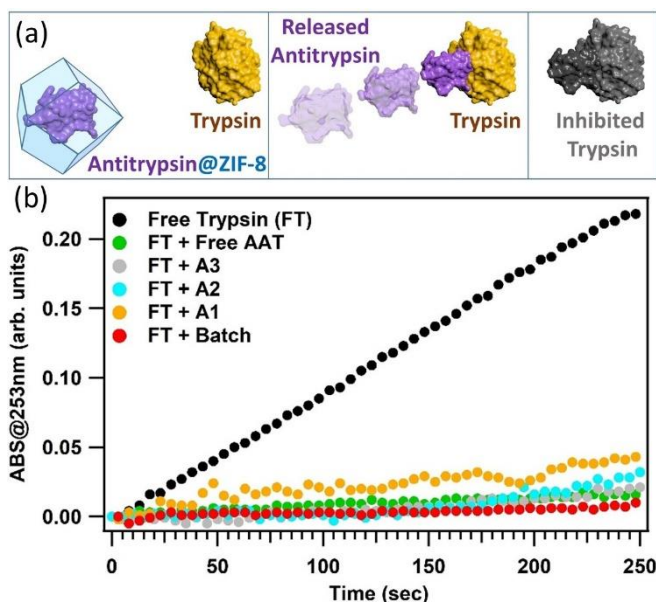 (a)
Trypsin
Antitrypsin@ZIF-8
Released
Antitrypsin
Trypsin
Inhibited
Trypsin
(b)
ABS@253nm (arb. units)
0.20
0.15
0.10
0.05
0.00
Free Trypsin (FT)
FT + Free AAT
FT + A3
FT + A2
FT + A1
FT + Batch
0
50
100
150
200
250
Time (sec)